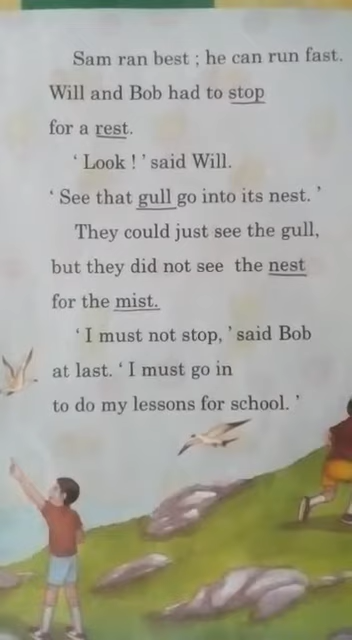 Sam ran best ; he can run fast.
Will and Bob had to stop
for a rest.
‘ Look ! ’ said Will.
‘ See that gull go into its nest. ’
They could just see the gull,
but they did not see the nest
for the mist.
‘ I must not stop, ’ said Bob
at last. ‘ I must go in
to do my lessons for school. ’